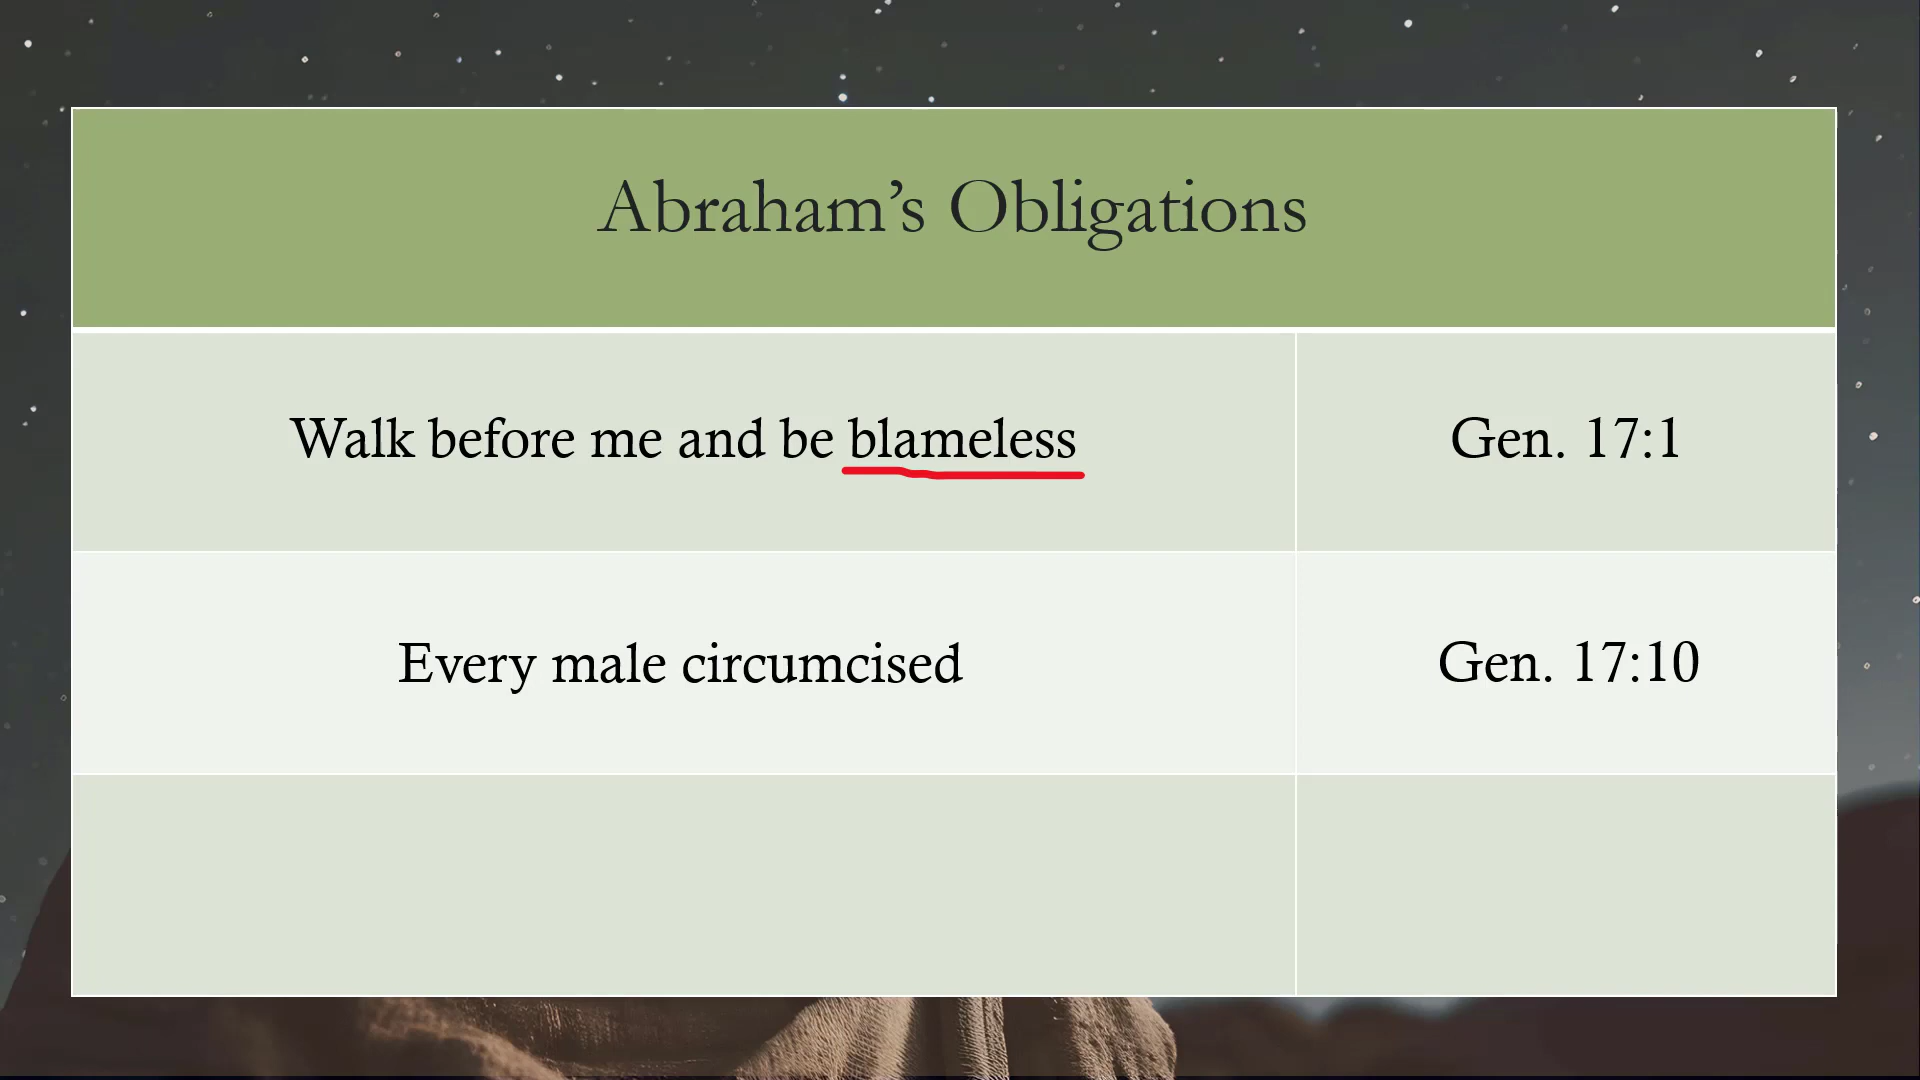 Abraham’s Obligations
Walk before me and be blameless
Gen. 17:1
Every male circumcised
Gen. 17:10